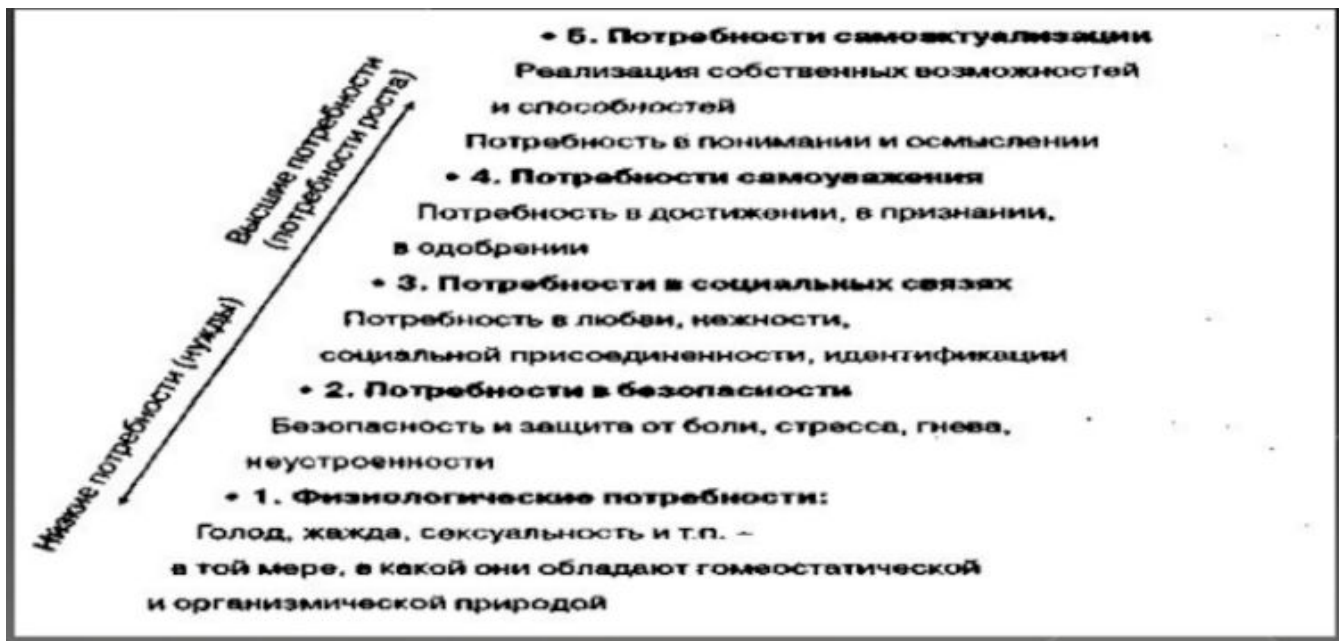 • 5. Потребности самоактуализации
Реализация собственных возможностей
и способностей
Потребность в понимании и осмыслении
• 4. Потребности самоуважения
Потребность в достижении, в признании,
в одобрении
• 3. Потребности в социальных связях
Потребность в любви, нежности,
социальной присоединенности, идентификации
• 2. Потребности в безопасности
Безопасность и защита от боли, стресса, гнева,
неустроенности
• 1. Физиологические потребности:
Голод, жажда, сексуальность и т.п. –
в той мере, в какой они обладают гомеостатической
и организмической природой
Высшие потребности
(потребности роста)
Низкие потребности (нужды)